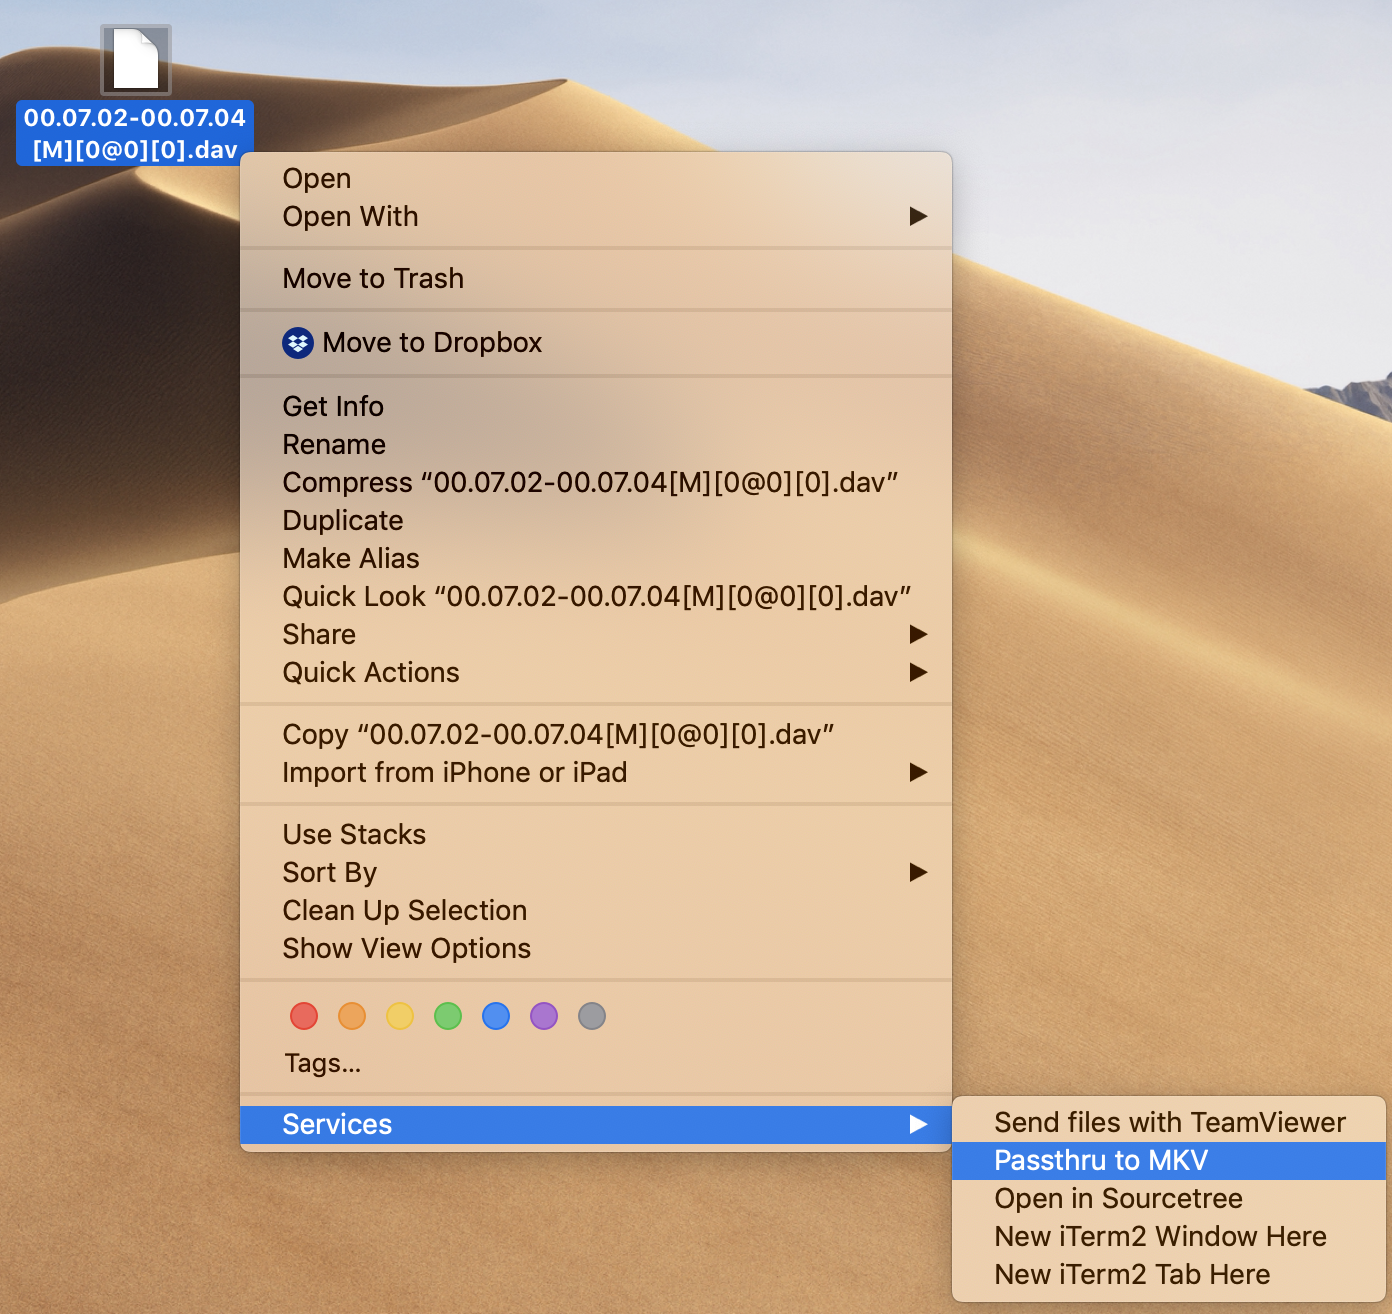 00.07.02-00.07.04
[M][0@0][0].dav
Open
Open With
Move to Trash
Move to Dropbox
Get Info
Rename
Compress “00.07.02-00.07.04[M][0@0][0].dav”
Duplicate
Make Alias
Quick Look “00.07.02-00.07.04[M][0@0][0].dav”
Share
Quick Actions
Copy “00.07.02-00.07.04[M][0@0][0].dav”
Import from iPhone or iPad
Use Stacks
Sort By
Clean Up Selection
Show View Options
Tags...
Services
Send files with TeamViewer
Passthru to MKV
Open in Sourcetree
New iTerm2 Window Here
New iTerm2 Tab Here